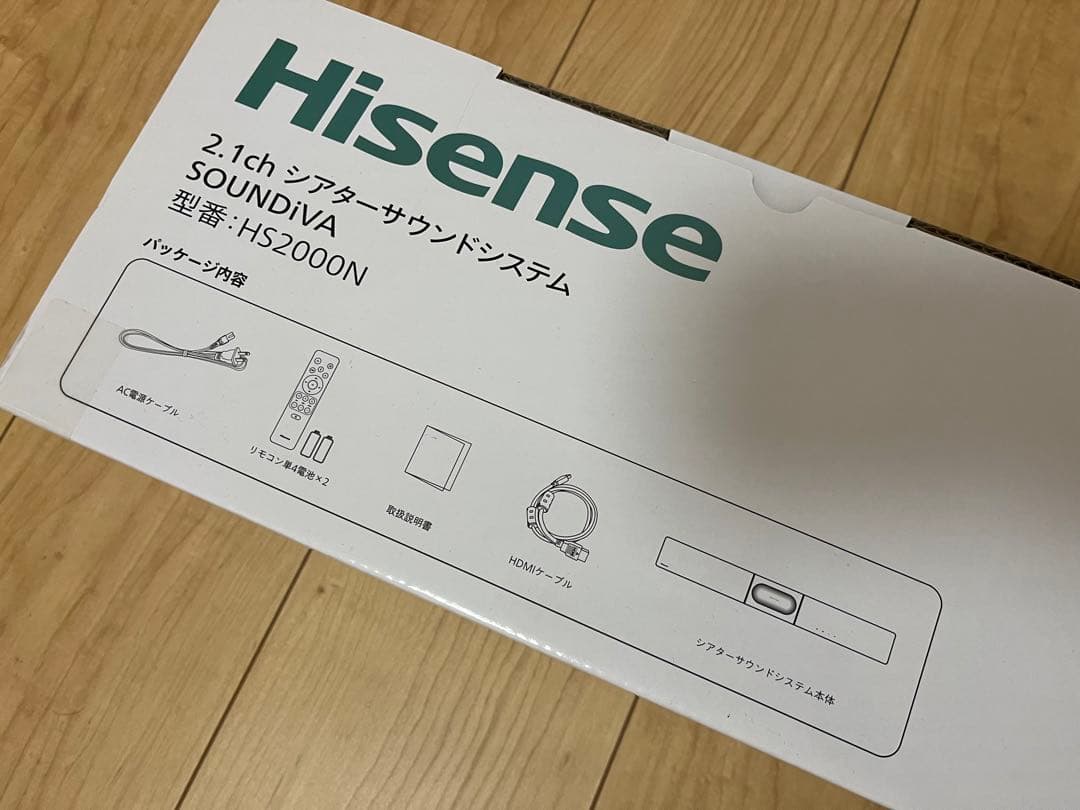 Hisense
2.1ch シアターサウンドシステム
SOUNDiVA
型番:HS2000N
パッケージ内容
AC電源ケーブル
リモコン単4電池×2
取扱説明書
HDMIケーブル
シアターサウンドシステム本体